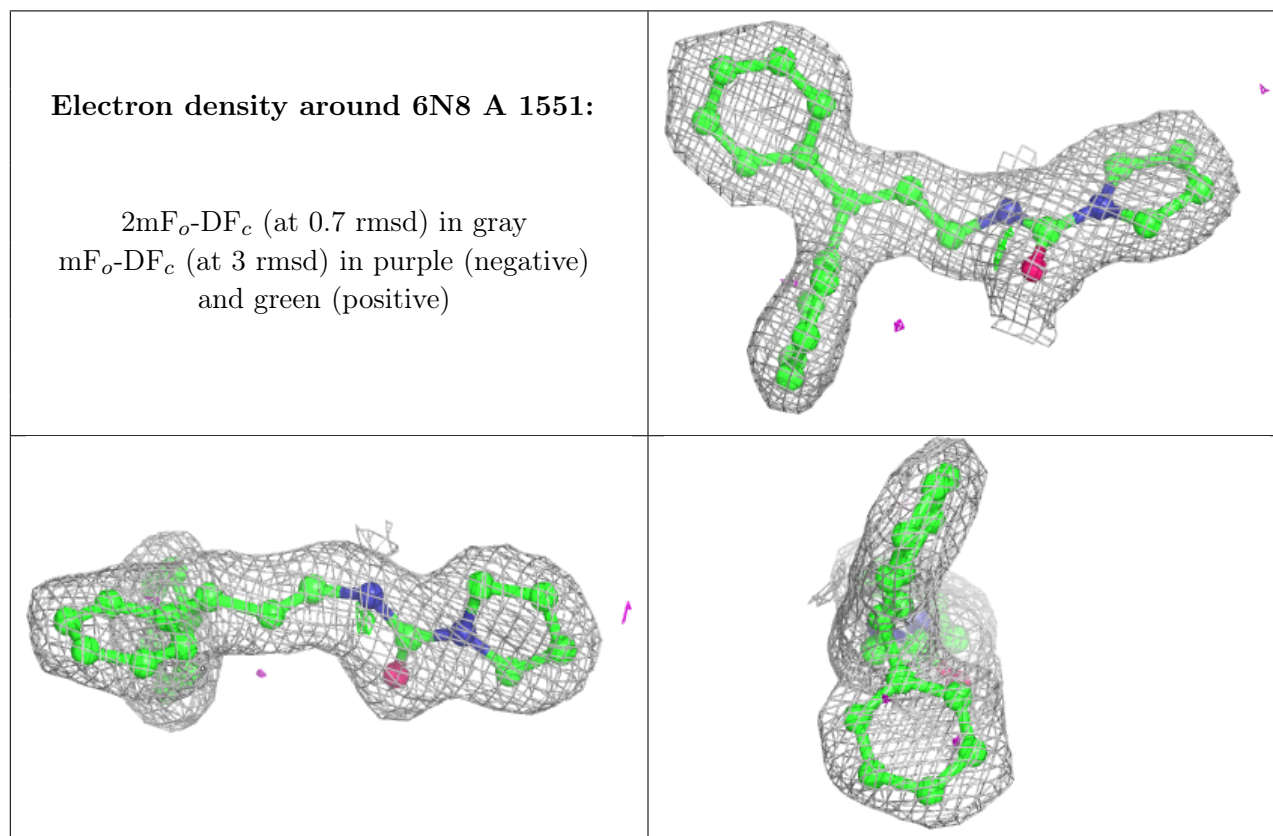 Electron density around 6N8 A 1551:
2mFₒ-DF𝑐 (at 0.7 rmsd) in gray
mFₒ-DF𝑐 (at 3 rmsd) in purple (negative)
and green (positive)